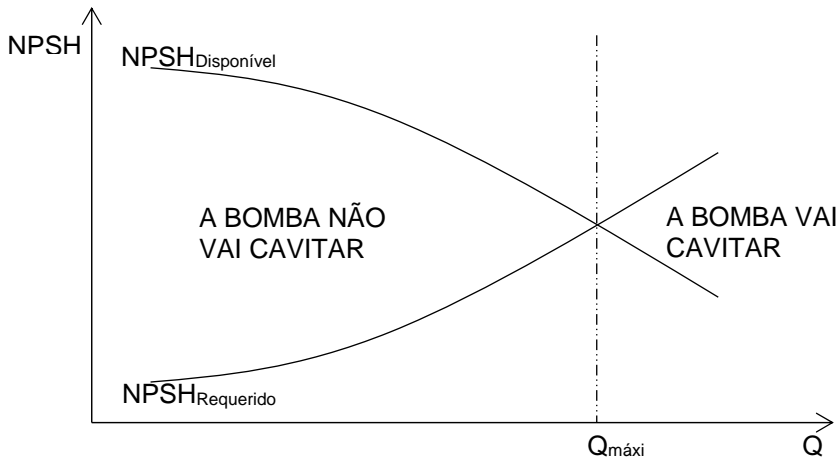 NPSH
NPSHDisponível
A BOMBA NÃO
VAI CAVITAR
A BOMBA VAI
CAVITAR
NPSHRequerido
Qmáxi
Q